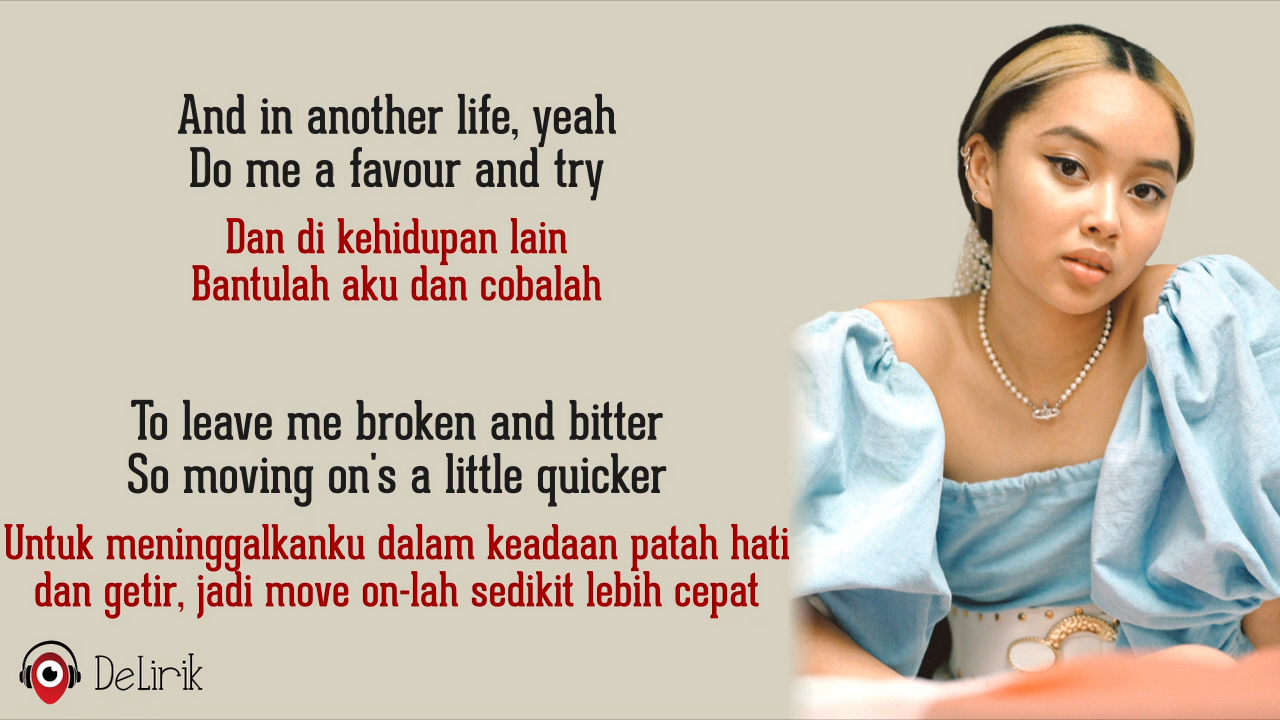 And in another life, yeah
Do me a favour and try
Dan di kehidupan lain
Bantulah aku dan cobalah
To leave me broken and bitter
So moving on's a little quicker
Untuk meninggalkanku dalam keadaan patah hati
dan getir, jadi move on-lah sedikit lebih cepat
DeLirik